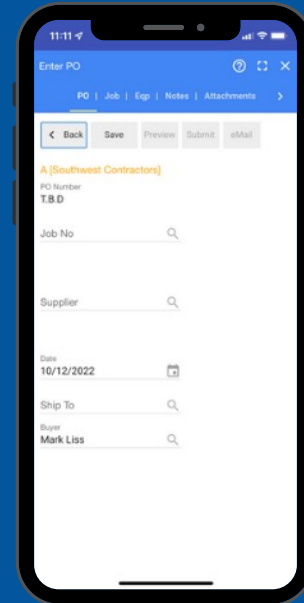 11:11
Enter PO
PO | Job | Eqp | Notes | Attachments
Back Save Preview Submit eMail
A [Southwest Contractors]
PO Number
T.B.D
Job No
Supplier
Date
10/12/2022
Ship To
Buyer
Mark Liss